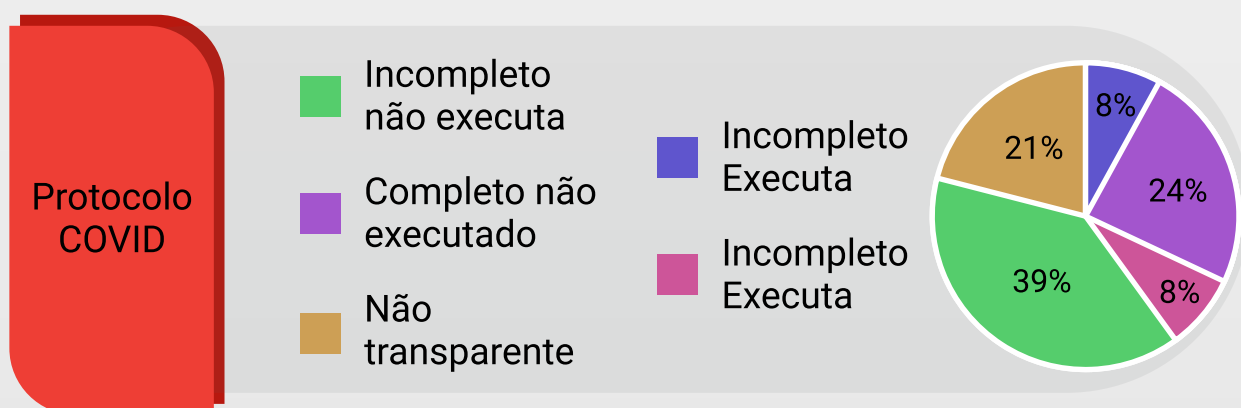 Protocolo
COVID
Incompleto
não executa
Completo não
executado
Não
transparente
Incompleto
Executa
Incompleto
Executa
8%
24%
8%
39%
21%